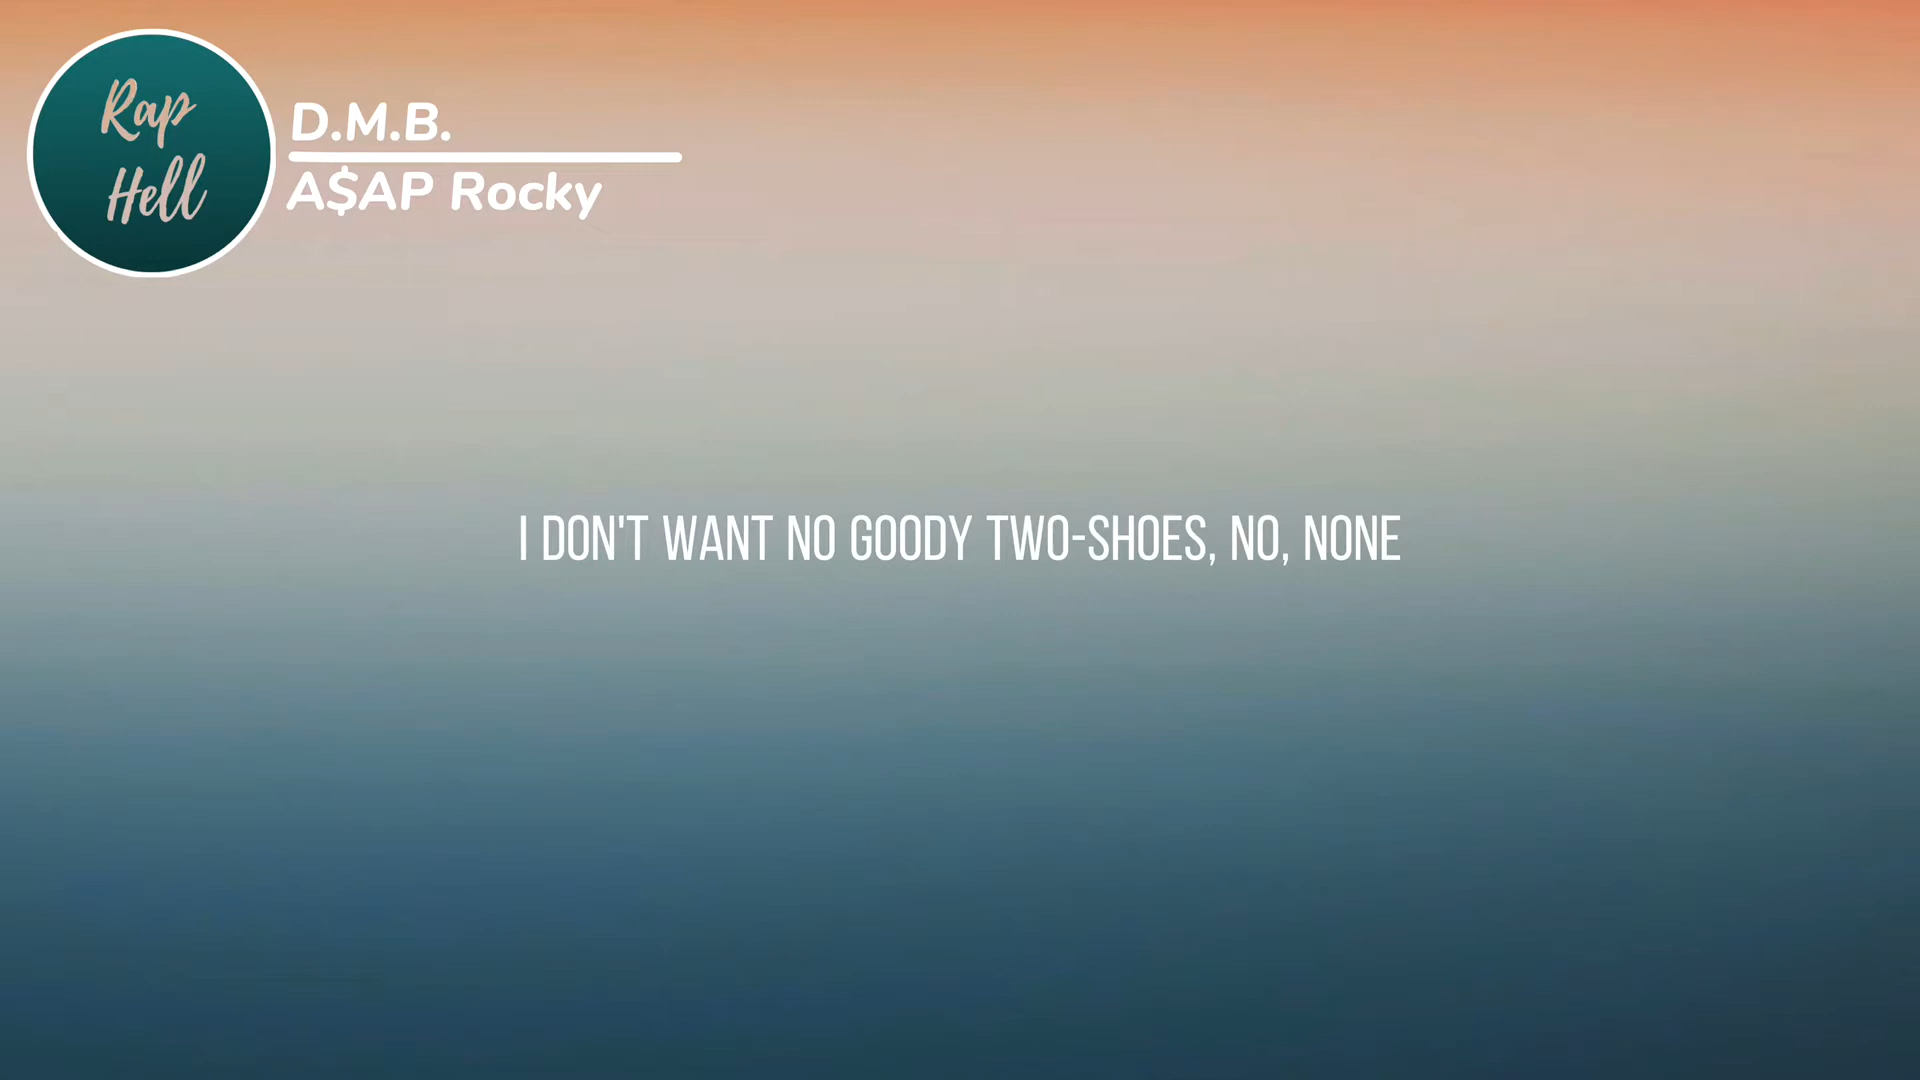 Rap
Hell
D.M.B.
A$AP Rocky
I DON'T WANT NO GOODY TWO-SHOES, NO, NONE